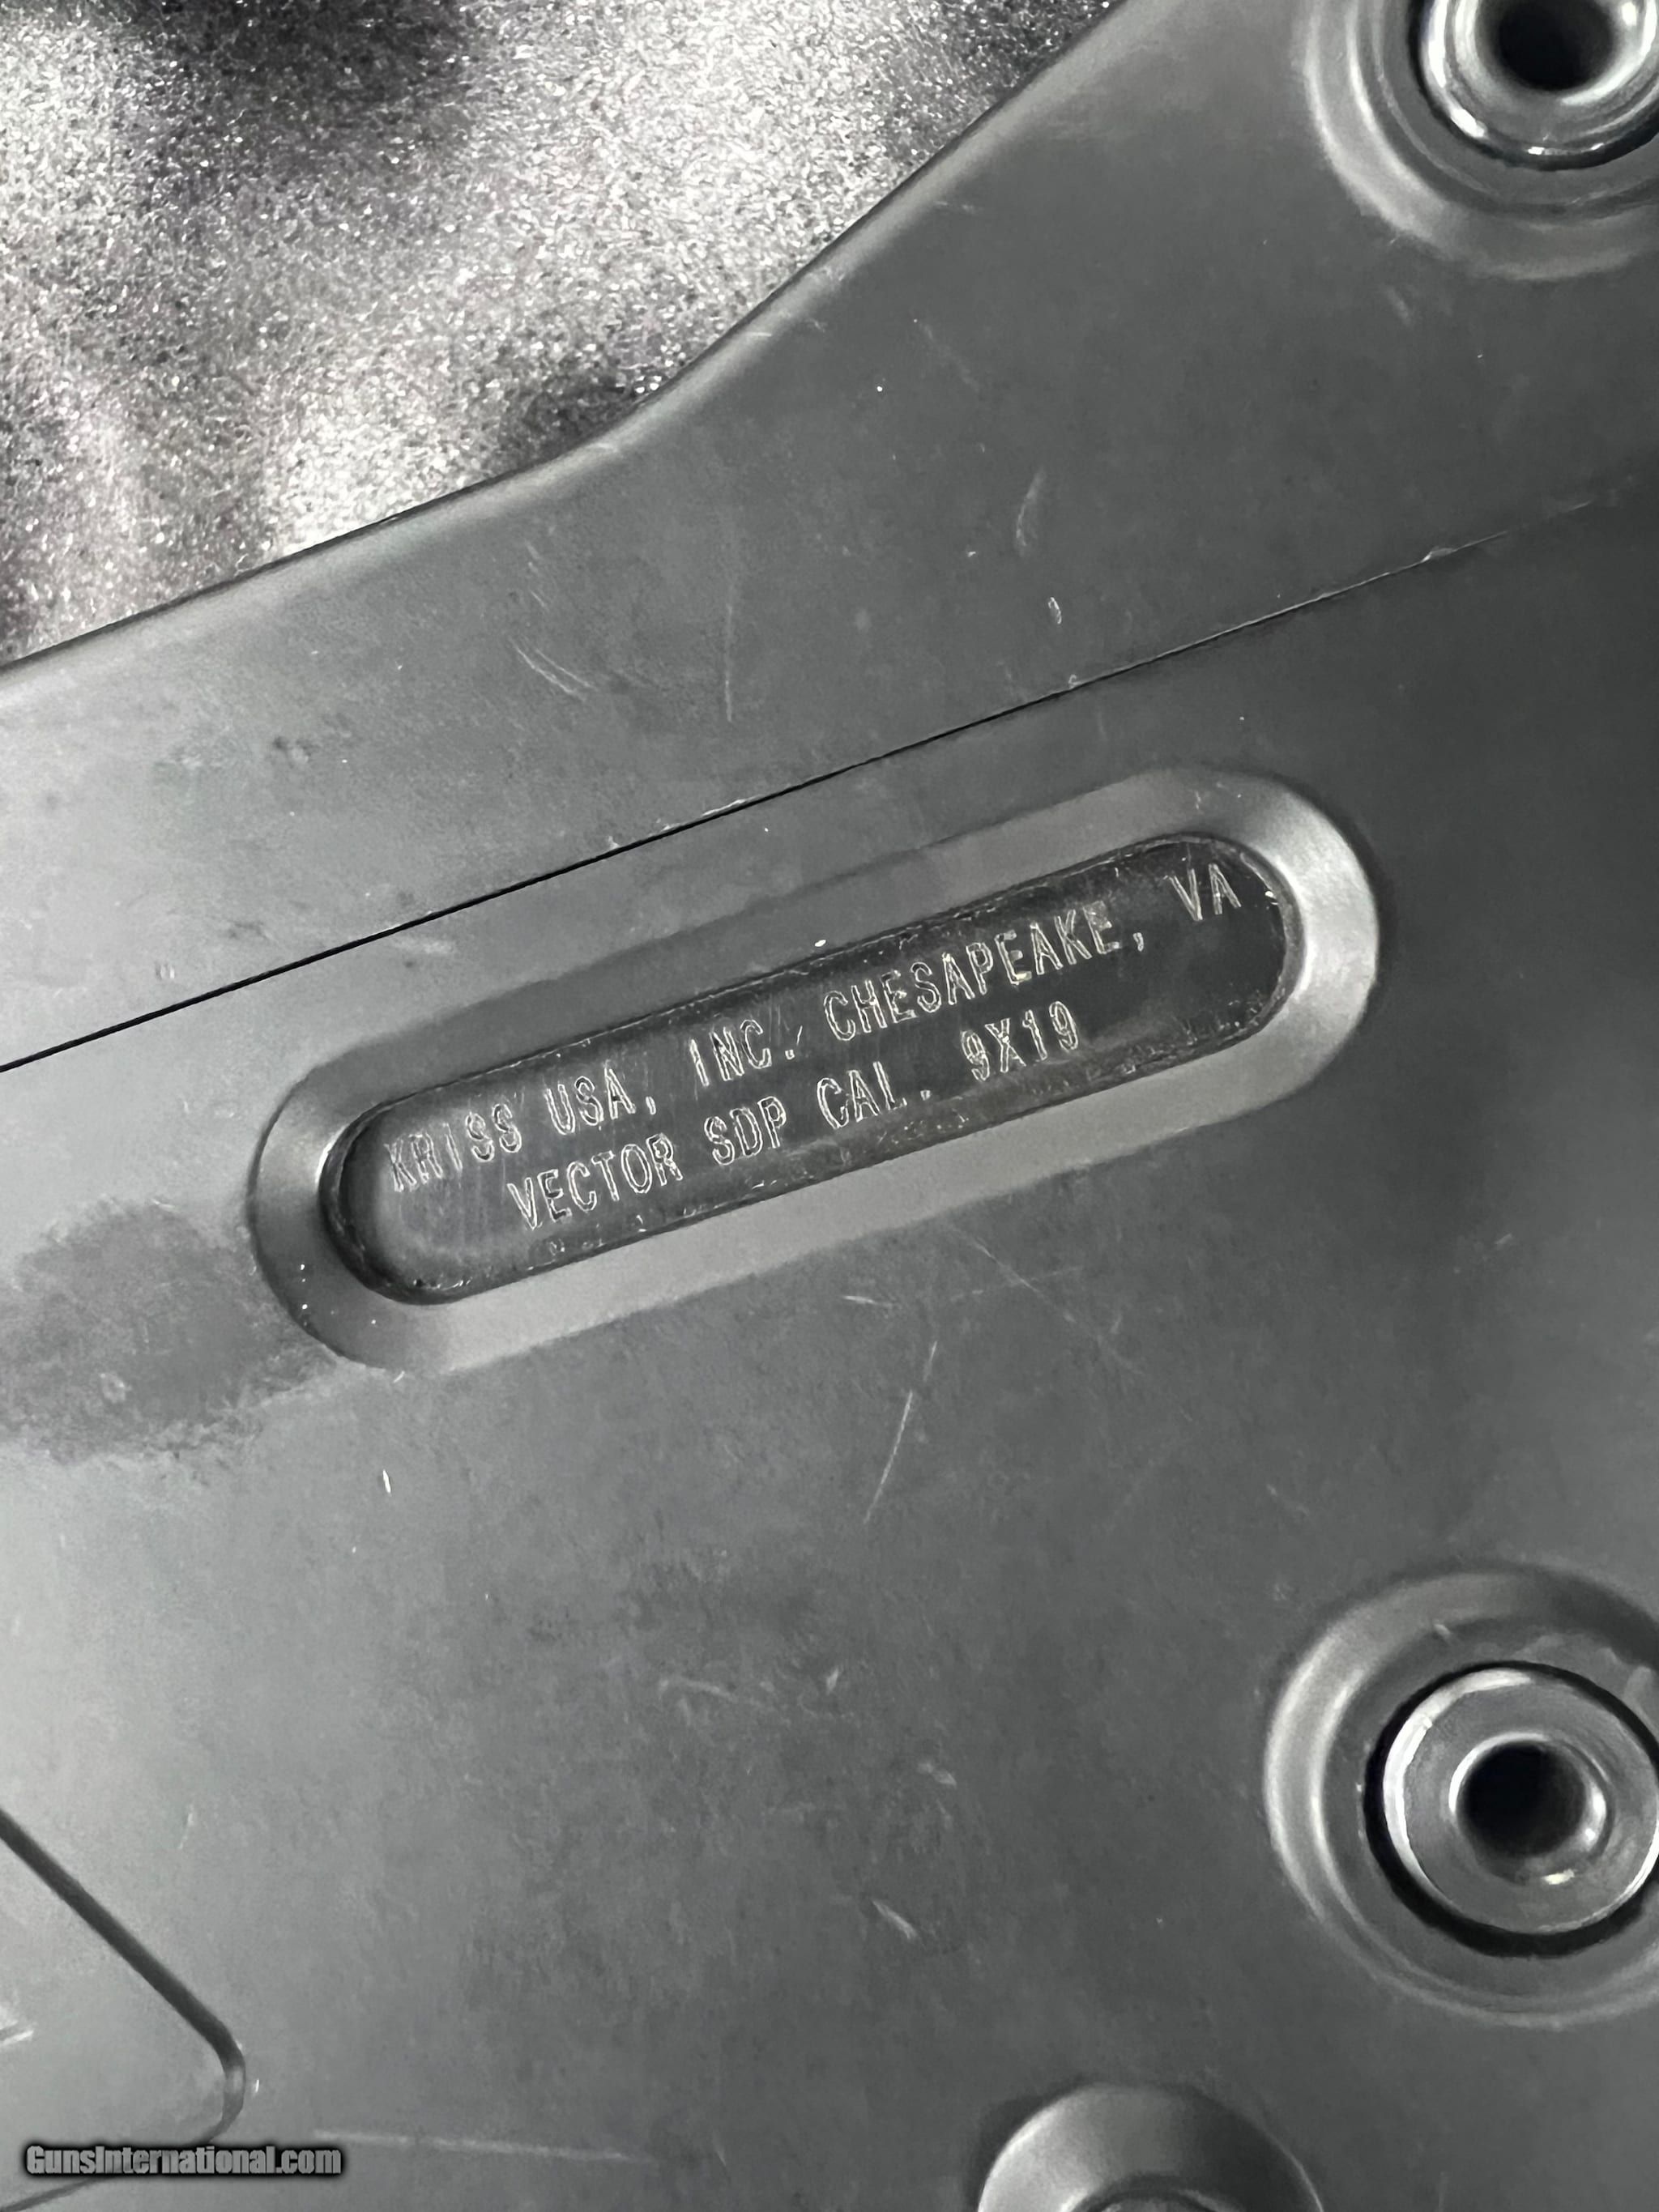 KRISS USA, INC. CHESAPEAKE, VA
VECTOR SDP CAL. 9X19
GunsInternational.com